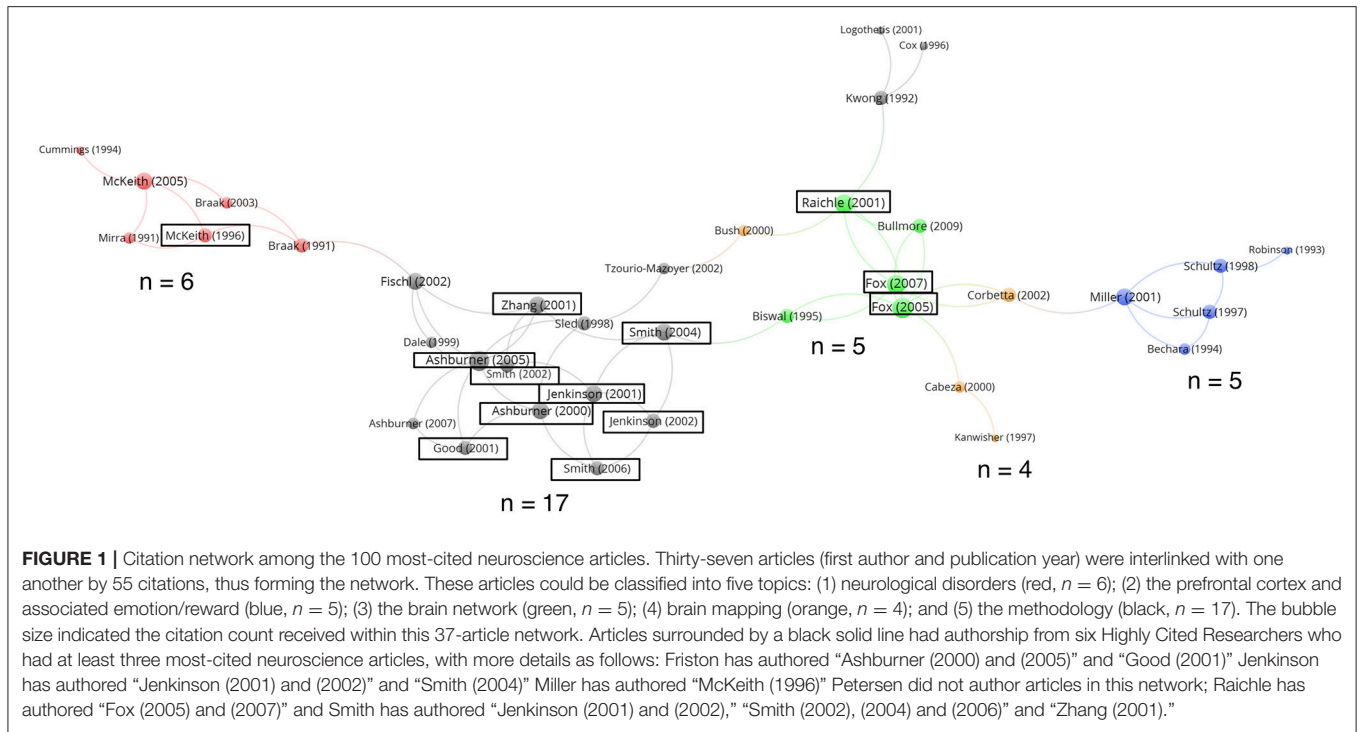 Logothetis (2001)
Cox (1996)
Kwong (1992)
Cummings (1994)
McKeith (2005)
Braak (2003)
Mirra (1991)
McKeith (1996)
Braak (1991)
n = 6
Raichle (2001)
Bullmore (2009)
Bush (2000)
Tzourio-Mazoyer (2002)
Robinson (1993)
Schultz (1998)
Fischl (2002)
Fox (2007)
Corbetta (2002)
Miller (2001)
Zhang (2001)
Fox (2005)
Schultz (1997)
Sled (1998)
Smith (2004)
Biswal (1995)
Dale (1999)
n = 5
Bechara (1994)
Ashburner (2005)
Smith (2002)
n = 5
Jenkinson (2001)
Cabeza (2000)
Ashburner (2000)
Ashburner (2007)
Jenkinson (2002)
Kanwisher (1997)
Good (2001)
Smith (2006)
n = 4
n = 17
FIGURE 1 | Citation network among the 100 most-cited neuroscience articles. Thirty-seven articles (first author and publication year) were interlinked with one
another by 55 citations, thus forming the network. These articles could be classified into five topics: (1) neurological disorders (red, n = 6); (2) the prefrontal cortex and
associated emotion/reward (blue, n = 5); (3) the brain network (green, n = 5); (4) brain mapping (orange, n = 4); and (5) the methodology (black, n = 17). The bubble
size indicated the citation count received within this 37-article network. Articles surrounded by a black solid line had authorship from six Highly Cited Researchers who
had at least three most-cited neuroscience articles, with more details as follows: Friston has authored “Ashburner (2000) and (2005)” and “Good (2001)” Jenkinson
has authored “Jenkinson (2001) and (2002)” and “Smith (2004)” Miller has authored “McKeith (1996)” Petersen did not author articles in this network; Raichle has
authored “Fox (2005) and (2007)” and Smith has authored “Jenkinson (2001) and (2002),” “Smith (2002), (2004) and (2006)” and “Zhang (2001).”